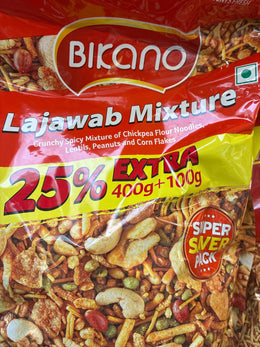 BIKANO
Lajawab Mixture
Crunchy Spicy Mixture of Chickpea Flour Noodles,
Lentils, Peanuts and Corn Flakes
25% EXTRA
400g+100g
SUPER
SAVER
PACK